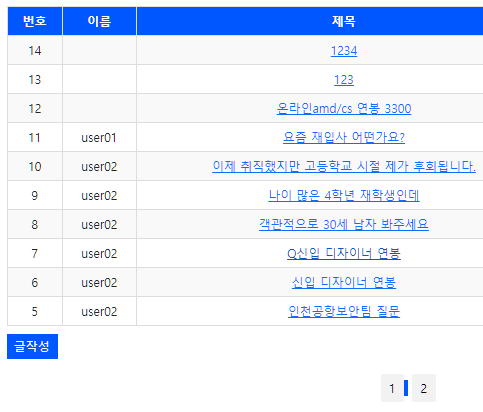 번호 이름 제목
14 1234
13 123
12 온라인amd/cs 연봉 3300
11 user01 요즘 재입사 어떤가요?
10 user02 이제 취직했지만 고등학교 시절 제가 후회됩니다.
9 user02 나이 많은 4학년 재학생인데
8 user02 객관적으로 30세 남자 봐주세요
7 user02 Q신입 디자이너 연봉
6 user02 신입 디자이너 연봉
5 user02 인천공항보안팀 질문
글작성
1 2